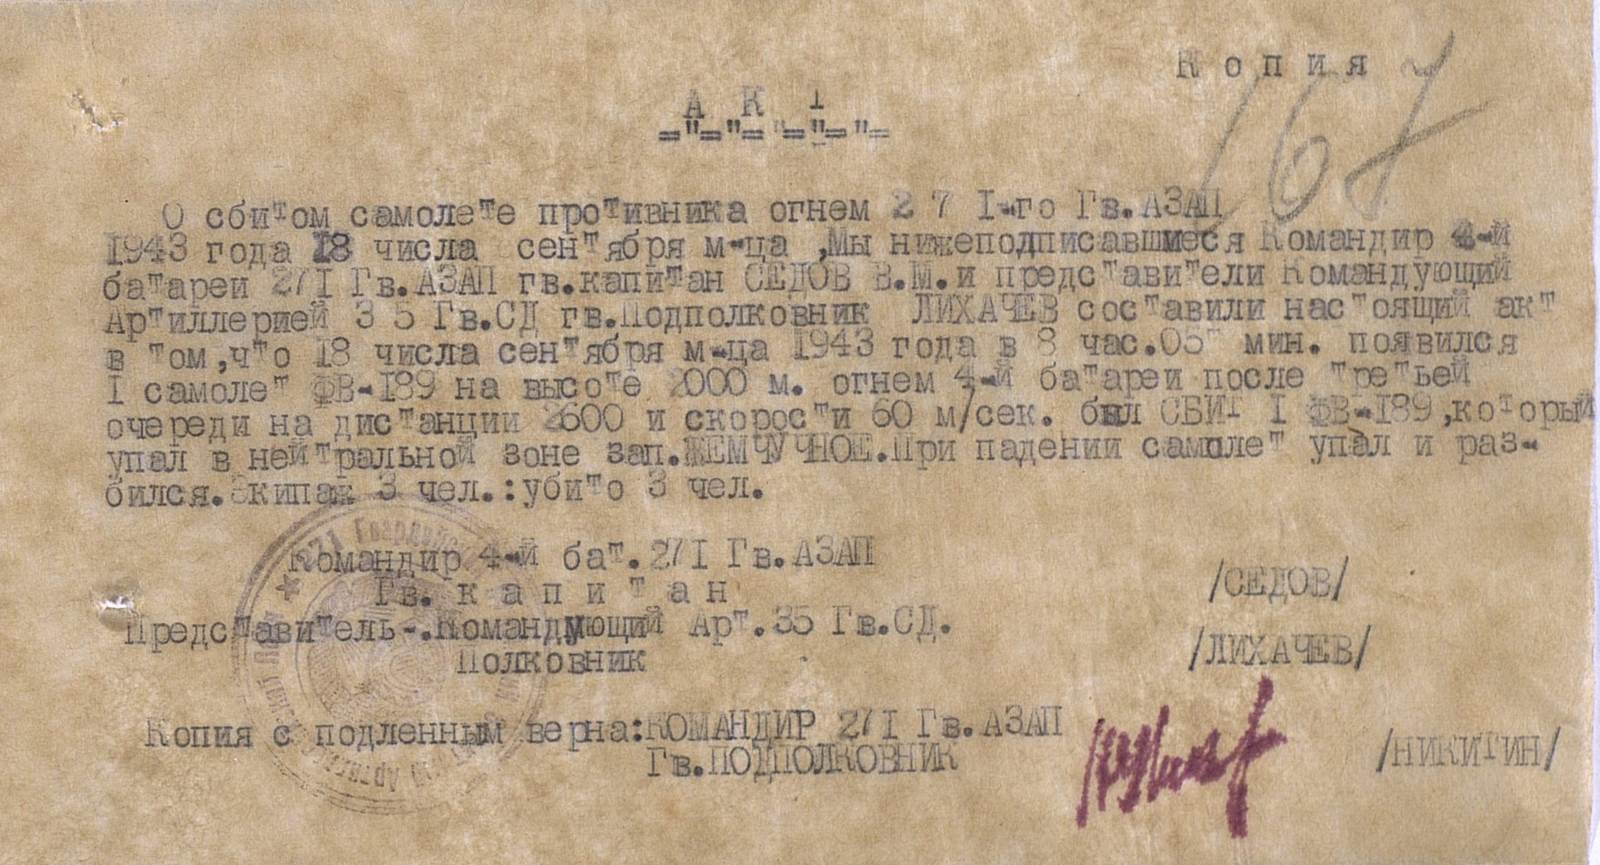 Копия
167
А К Т
=“=“=“=“=“=
О сбитом самолете противника огнем 2 7 I-го Гв.АЗАП
1943 года 18 числа сентября м-ца ,Мы нижеподписавшиеся Командир 4-й
батареи 27I Гв.АЗАП гв.капитан СЕДОВ В.М.и представители Командующий
Артиллерией 3 5 Гв.СД гв.Подполковник ЛИХАЧЕВ составили настоящий акт
в том,что 18 числа сентября м-ца 1943 года в 8 час.05 мин. появился
I самолет ФВ-I89 на высоте 2000 м. огнем 4-й батареи после третьей
очереди на дистанции 2600 и скорости 60 м/сек. был СБИТ I ФВ-I89,который
упал в нейтральной зоне зап.ЖЕМЧУЧНОЕ.При падении самолет упал и раз-
бился.Экипаж 3 чел.:убито 3 чел.
Командир 4-й бат.27I Гв.АЗАП
Гв. к а п и т а н /СЕДОВ/
Представитель-.Командующий Арт.35 Гв.СД.
Полковник /ЛИХАЧЕВ/
Копия с подленным верна:КОМАНДИР 27I Гв.АЗАП
Гв.ПОДПОЛКОВНИК /НИКИТИН/
271 Гвардейский